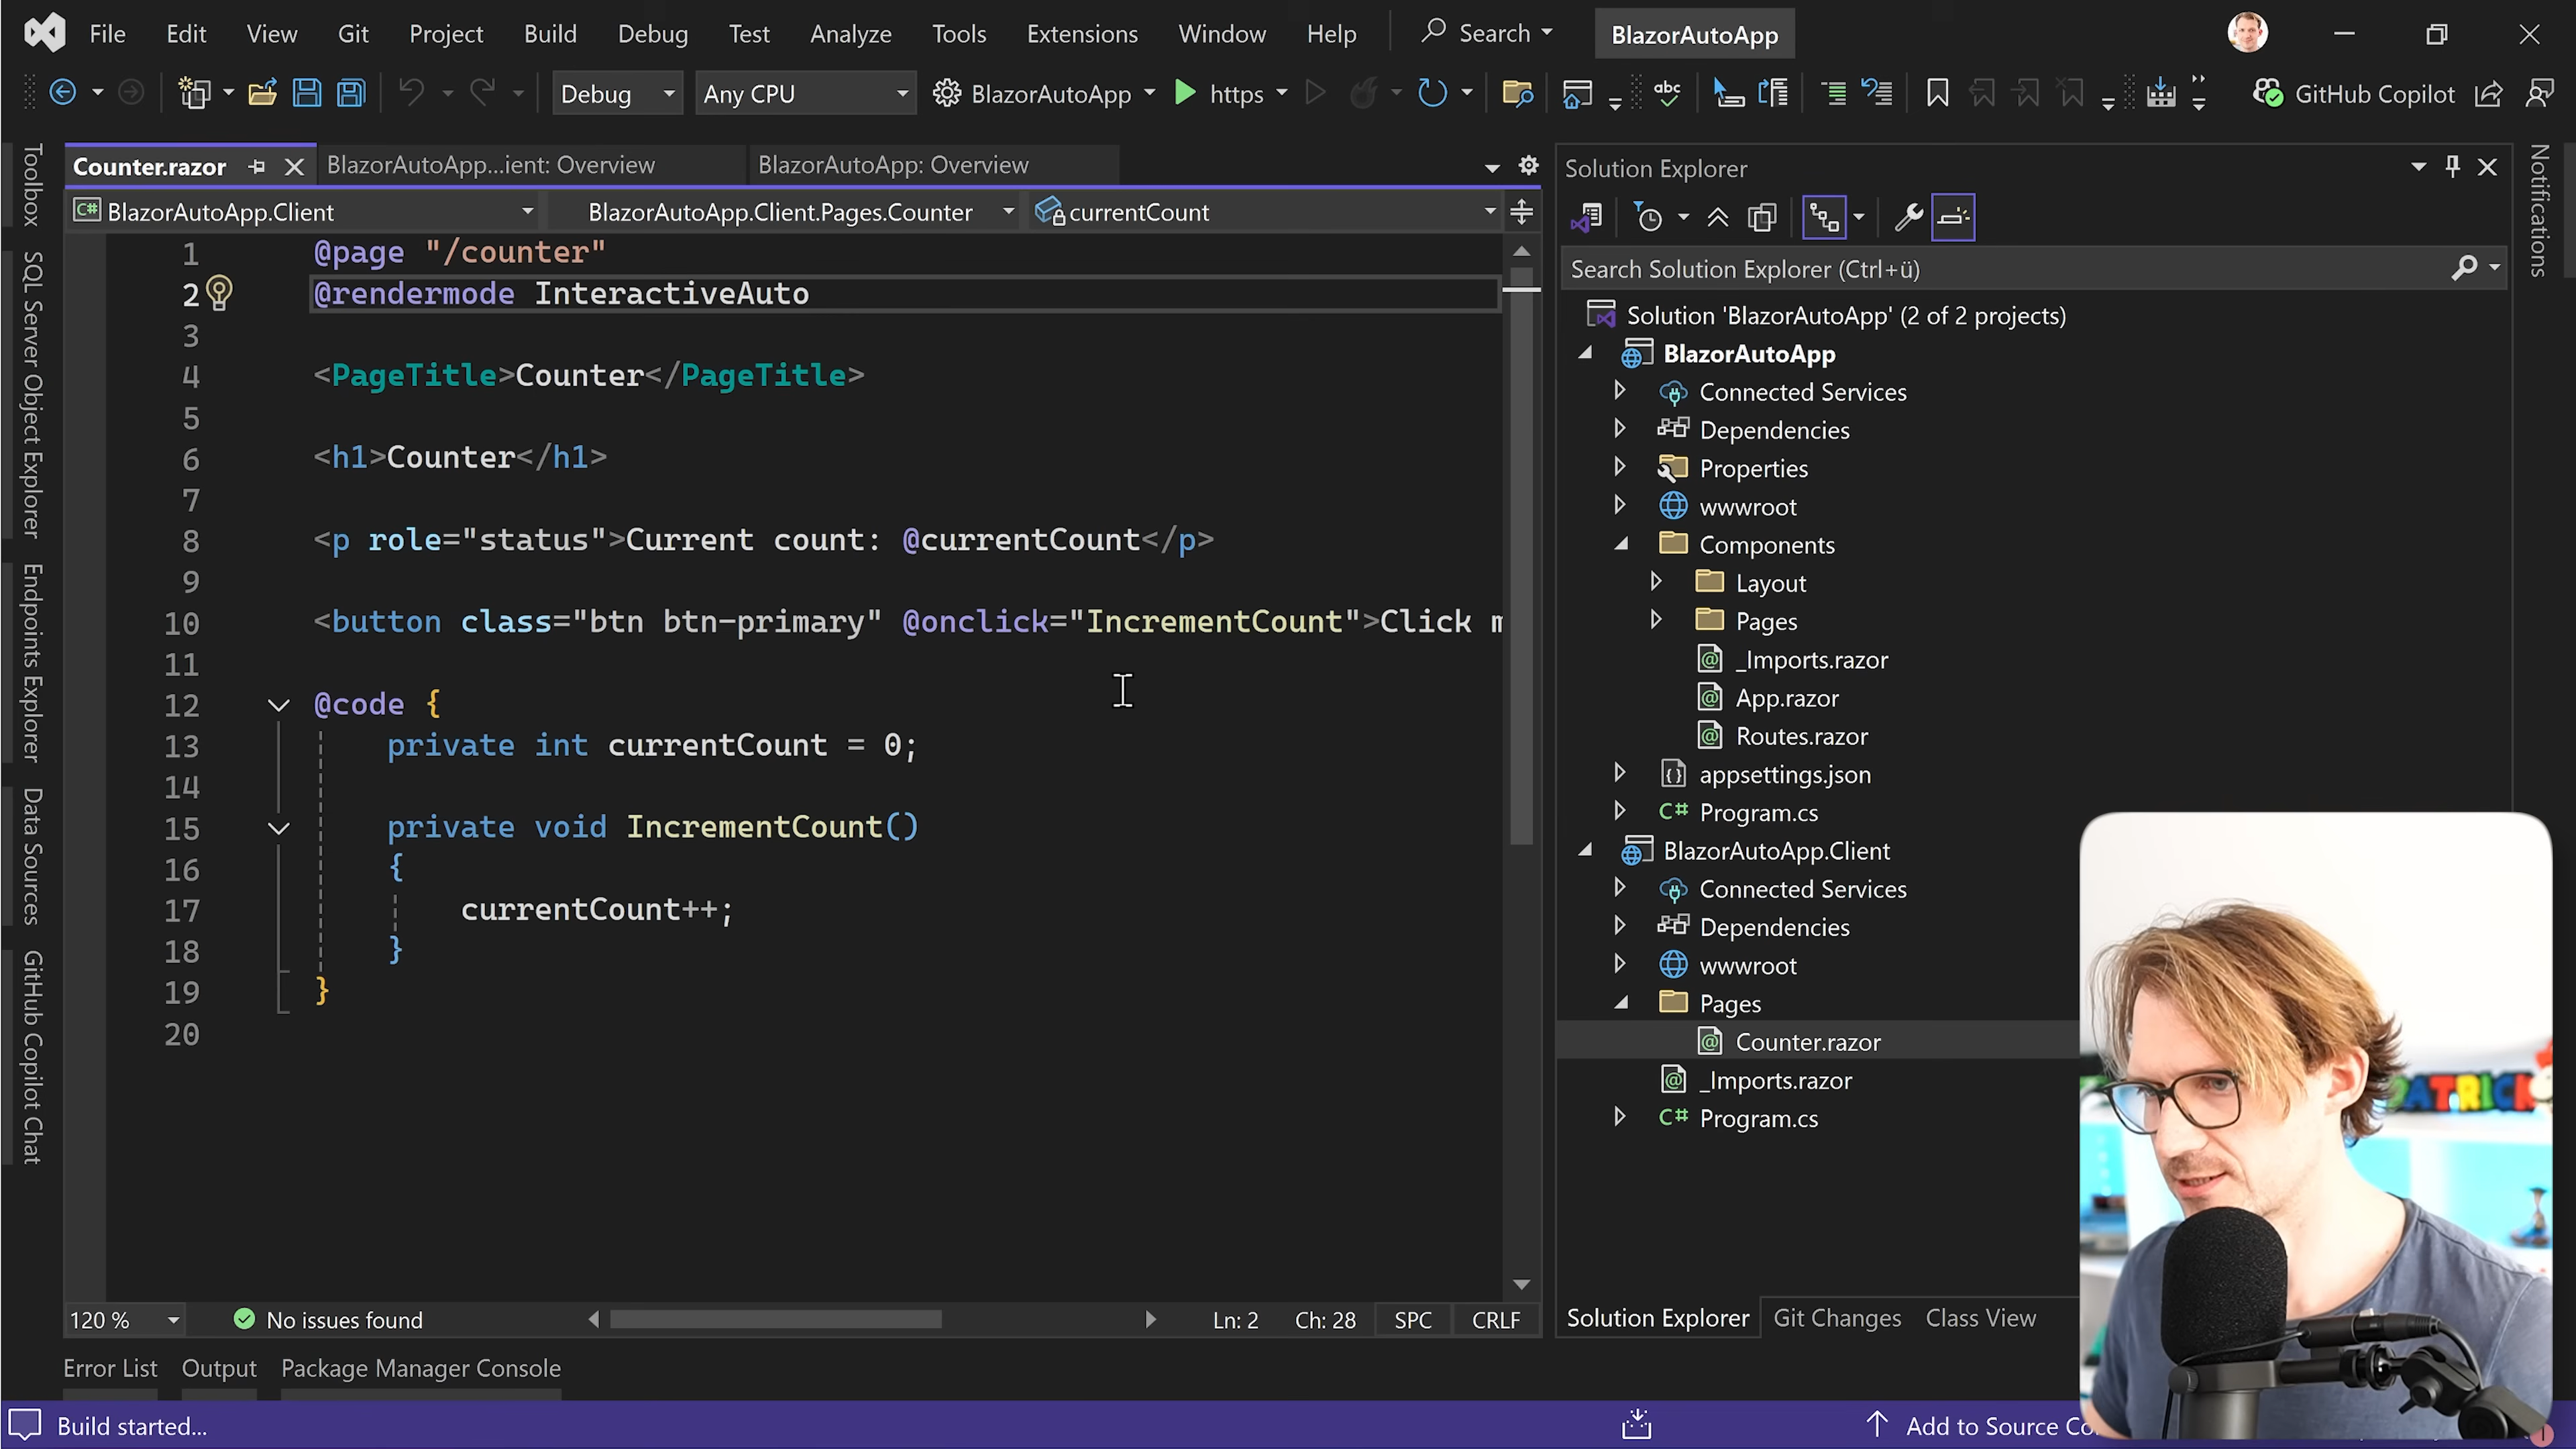 File Edit View Git Project Build Debug Test Analyze Tools Extensions Window Help Search BlazorAutoApp
Debug Any CPU BlazorAutoApp https abc GitHub Copilot
Toolbox
SQL Server Object Explorer
Endpoints Explorer
Data Sources
GitHub Copilot Chat
Counter.razor BlazorAutoApp...ient: Overview BlazorAutoApp: Overview
C# BlazorAutoApp.Client BlazorAutoApp.Client.Pages.Counter currentCount
1 @page "/counter"
2 @rendermode InteractiveAuto
3
4 <PageTitle>Counter</PageTitle>
5
6 <h1>Counter</h1>
7
8 <p role="status">Current count: @currentCount</p>
9
10 <button class="btn btn-primary" @onclick="IncrementCount">Click m
11
12 @code {
13 private int currentCount = 0;
14
15 private void IncrementCount()
16 {
17 currentCount++;
18 }
19 }
20
120 % No issues found Ln: 2 Ch: 28 SPC CRLF
Error List Output Package Manager Console
Build started...
Solution Explorer
Search Solution Explorer (Ctrl+ü)
Solution 'BlazorAutoApp' (2 of 2 projects)
BlazorAutoApp
Connected Services
Dependencies
Properties
wwwroot
Components
Layout
Pages
_Imports.razor
App.razor
Routes.razor
appsettings.json
C# Program.cs
BlazorAutoApp.Client
Connected Services
Dependencies
wwwroot
Pages
Counter.razor
_Imports.razor
C# Program.cs
Solution Explorer Git Changes Class View
Add to Source Co
Notifications
PATRICK